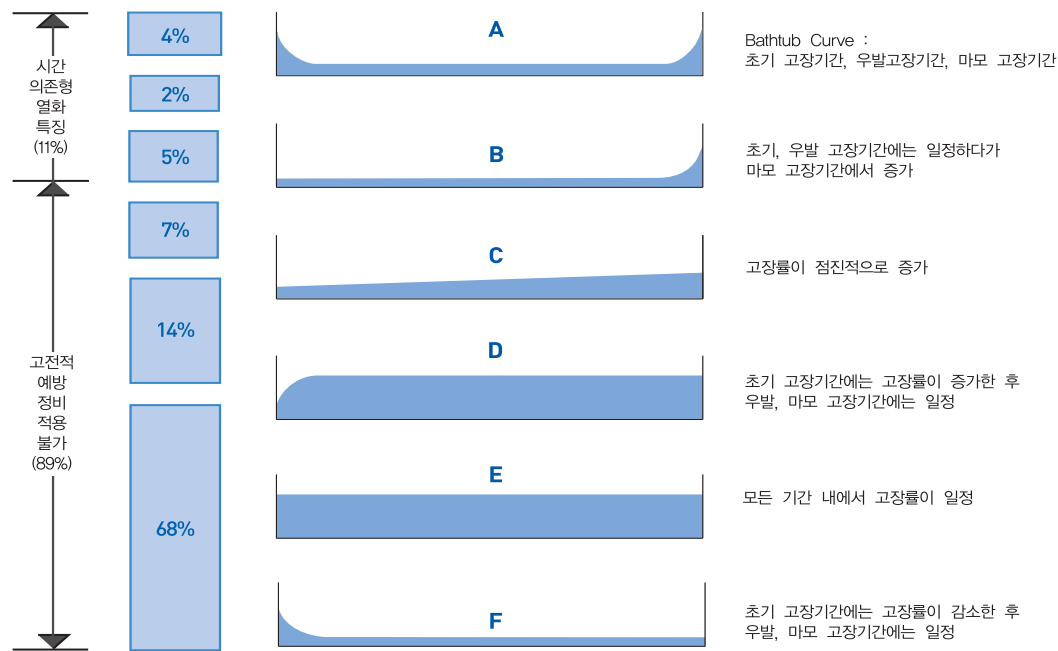 시간
의존형
열화
특징
(11%)
고전적
예방
정비
적용
불가
(89%)
4%
2%
5%
7%
14%
68%
A
Bathtub Curve :
초기 고장기간, 우발고장기간, 마모 고장기간
B
초기, 우발 고장기간에는 일정하다가
마모 고장기간에서 증가
C
고장률이 점진적으로 증가
D
초기 고장기간에는 고장률이 증가한 후
우발, 마모 고장기간에는 일정
E
모든 기간 내에서 고장률이 일정
F
초기 고장기간에는 고장률이 감소한 후
우발, 마모 고장기간에는 일정